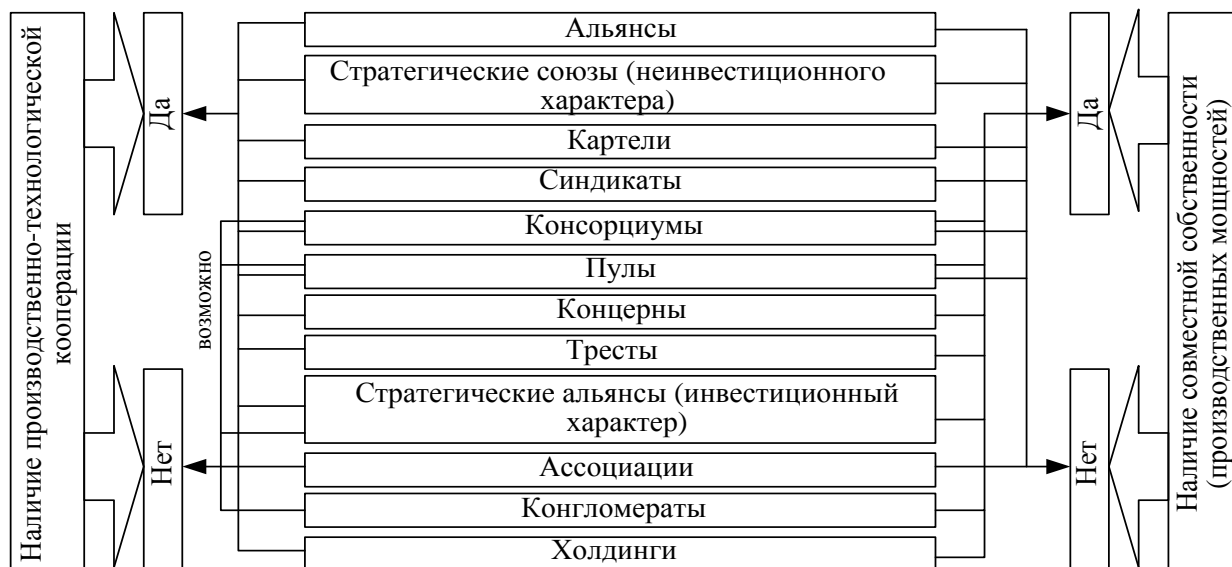 Наличие производственно-технологической
кооперации
Да
Нет
возможно
Альянсы
Стратегические союзы (неинвестиционного
характера)
Картели
Синдикаты
Консорциумы
Пулы
Концерны
Тресты
Стратегические альянсы (инвестиционный
характер)
Ассоциации
Конгломераты
Холдинги
Да
Нет
Наличие совместной собственности
(производственных мощностей)